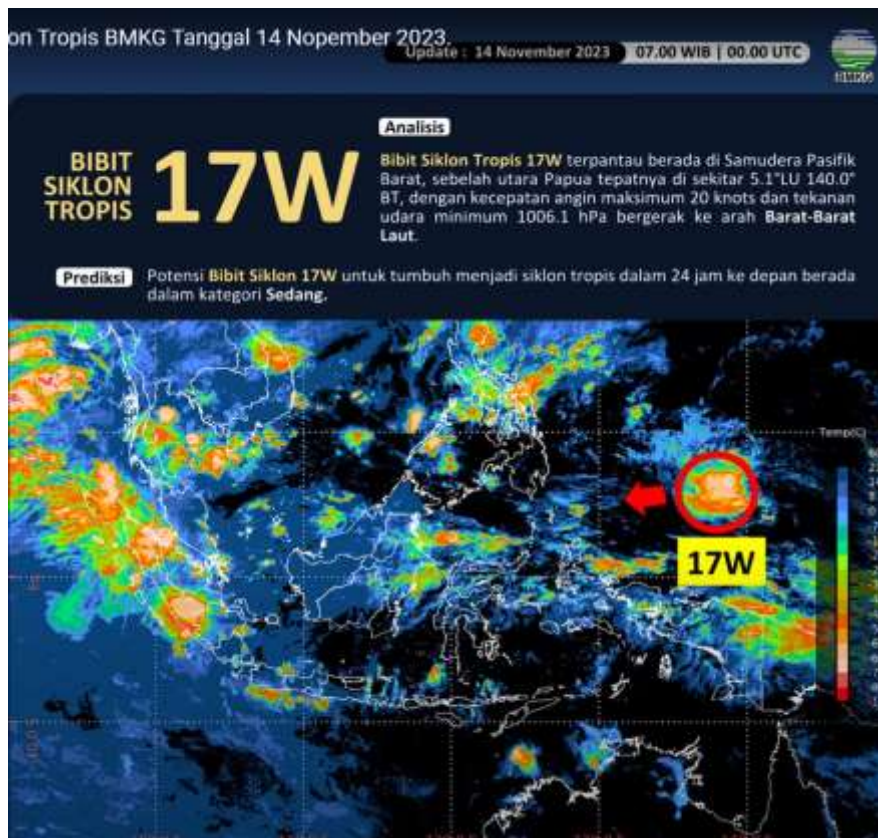 on Tropis BMKG Tanggal 14 Nopember 2023.
Update : 14 November 2023 07.00 WIB | 00.00 UTC
BMKG
Analisis
BIBIT
SIKLON
TROPIS
17W
Bibit Siklon Tropis 17W terpantau berada di Samudera Pasifik
Barat, sebelah utara Papua tepatnya di sekitar 5.1°LU 140.0°
BT, dengan kecepatan angin maksimum 20 knots dan tekanan
udara minimum 1006.1 hPa bergerak ke arah Barat-Barat
Laut.
Prediksi
Potensi Bibit Siklon 17W untuk tumbuh menjadi siklon tropis dalam 24 jam ke depan berada
dalam kategori Sedang.
Temp(C)
17W